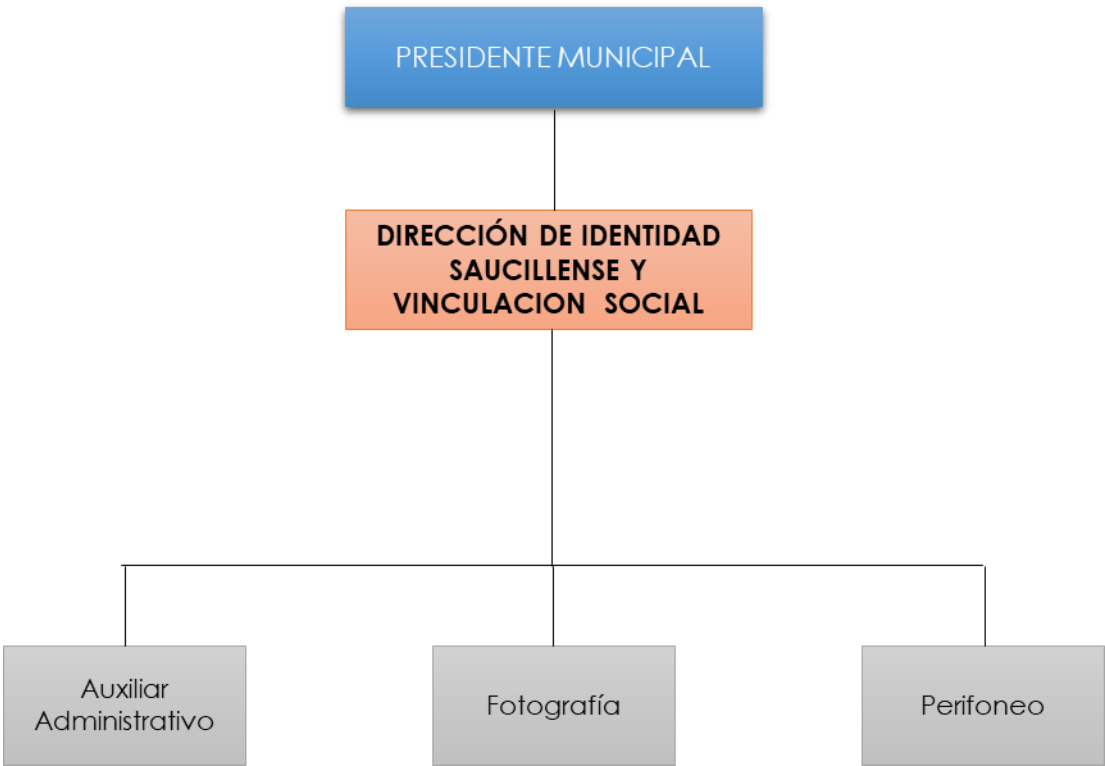 PRESIDENTE MUNICIPAL
DIRECCIÓN DE IDENTIDAD
SAUCILLENSE Y
VINCULACION SOCIAL
Auxiliar
Administrativo
Fotografía
Perifoneo